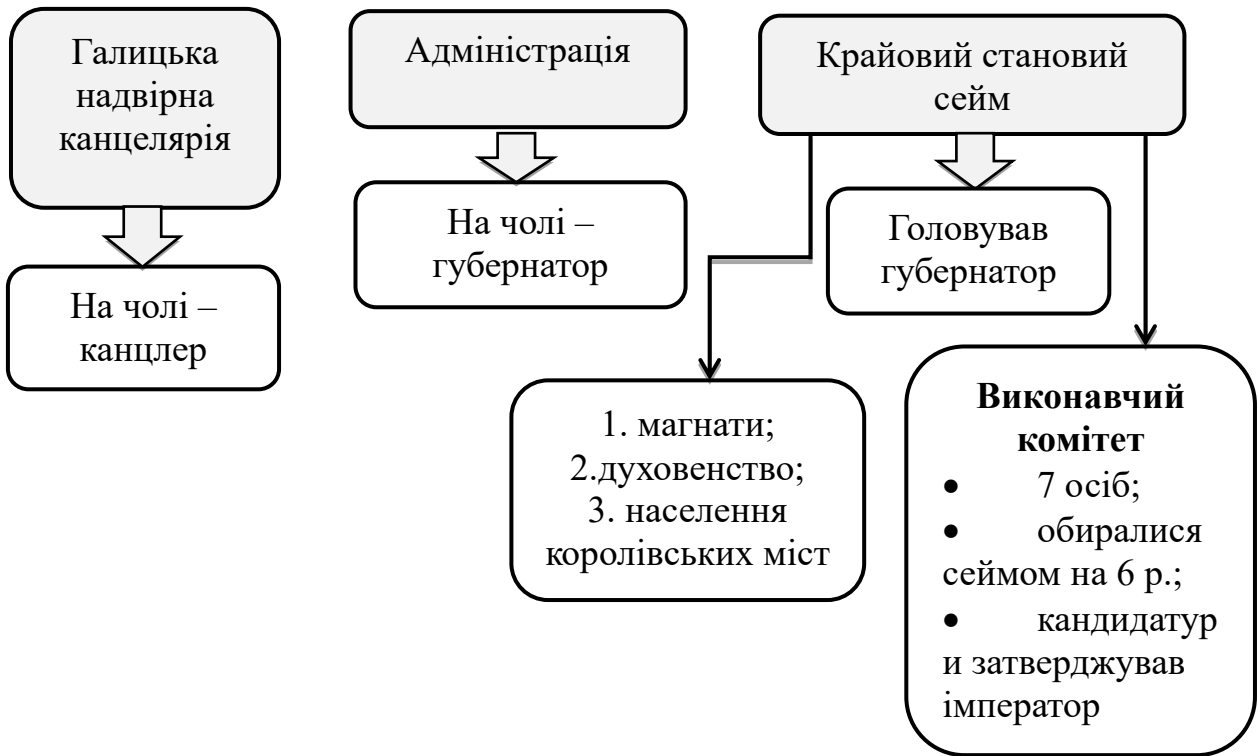 Галицька
надвірна
канцелярія
На чолі –
канцлер
Адміністрація
На чолі –
губернатор
Крайовий становий
сейм
Головував
губернатор
1. магнати;
2.духовенство;
3. населення
королівських міст
Виконавчий
комітет
• 7 осіб;
• обиралися
сеймом на 6 р.;
• кандидатур
и затверджував
імператор